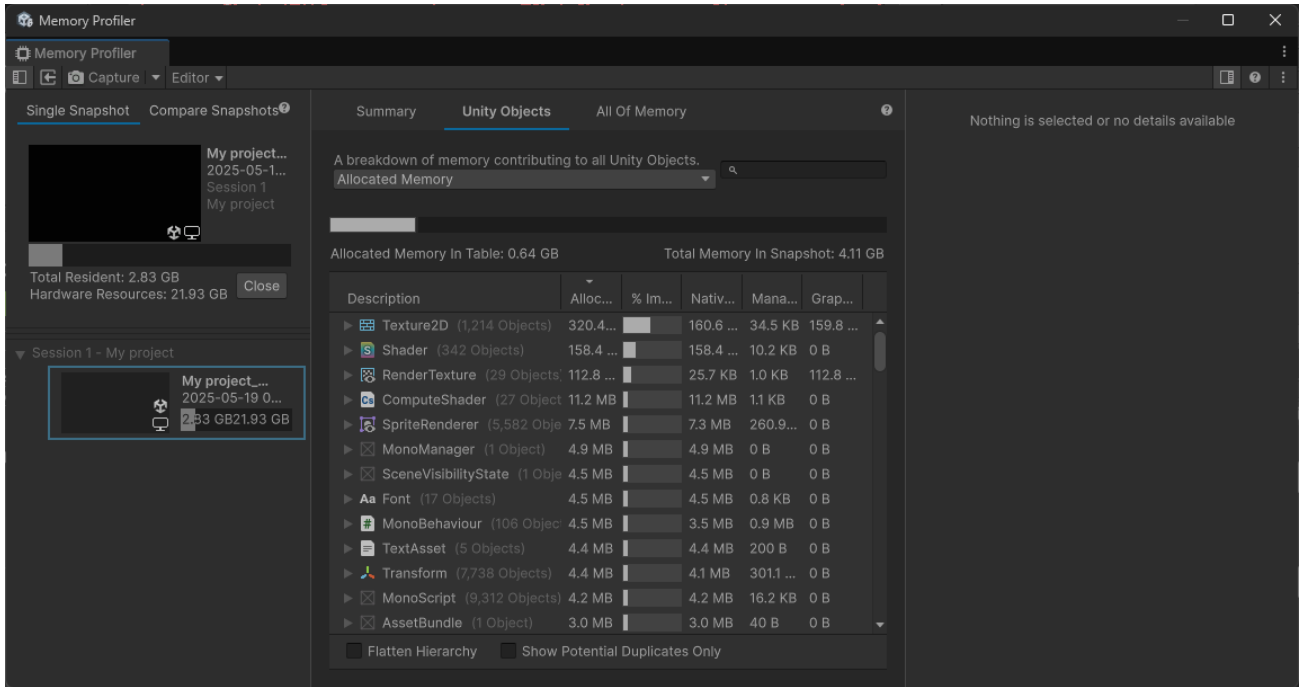 Memory Profiler
Memory Profiler
Capture
Editor
Single Snapshot Compare Snapshots
My project...
2025-05-1...
Session 1
My project
Total Resident: 2.83 GB
Hardware Resources: 21.93 GB
Close
Session 1 - My project
My project_...
2025-05-19 0...
2.83 GB21.93 GB
Summary Unity Objects All Of Memory
A breakdown of memory contributing to all Unity Objects.
Allocated Memory
Allocated Memory In Table: 0.64 GB Total Memory In Snapshot: 4.11 GB
Description Alloc... % Im... Nativ... Mana... Grap...
Texture2D (1,214 Objects) 320.4... 160.6 ... 34.5 KB 159.8 ...
Shader (342 Objects) 158.4 ... 158.4 ... 10.2 KB 0 B
RenderTexture (29 Objects) 112.8 ... 25.7 KB 1.0 KB 112.8 ...
ComputeShader (27 Object 11.2 MB 11.2 MB 1.1 KB 0 B
SpriteRenderer (5,582 Obje 7.5 MB 7.3 MB 260.9... 0 B
MonoManager (1 Object) 4.9 MB 4.9 MB 0 B 0 B
SceneVisibilityState (1 Obje 4.5 MB 4.5 MB 0 B 0 B
Aa Font (17 Objects) 4.5 MB 4.5 MB 0.8 KB 0 B
# MonoBehaviour (106 Objec 4.5 MB 3.5 MB 0.9 MB 0 B
TextAsset (5 Objects) 4.4 MB 4.4 MB 200 B 0 B
Transform (7,738 Objects) 4.4 MB 4.1 MB 301.1 ... 0 B
MonoScript (9,312 Objects) 4.2 MB 4.2 MB 16.2 KB 0 B
AssetBundle (1 Object) 3.0 MB 3.0 MB 40 B 0 B
Flatten Hierarchy Show Potential Duplicates Only
Nothing is selected or no details available